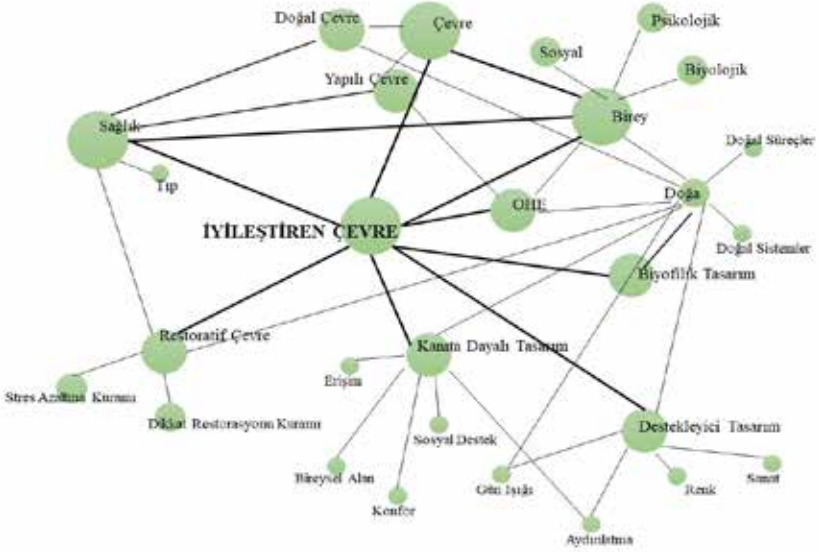 Doğal Çevre
Çevre
Psikolojik
Sosyal
Yapılı Çevre
Biyolojik
Sağlık
Birey
Doğal Süreçler
Tıp
Doğa
OHE
İYİLEŞTİREN ÇEVRE
Doğal Sistemler
Biyofilik Tasarım
Restoratif Çevre
Kanıta Dayalı Tasarım
Erişim
Stres Azaltma Kuramı
Dikkat Restorasyonu Kuramı
Sosyal Destek
Destekleyici Tasarım
Bireysel Alan
Gün Işığı
Renk
Sanat
Konfor
Aydınlatma